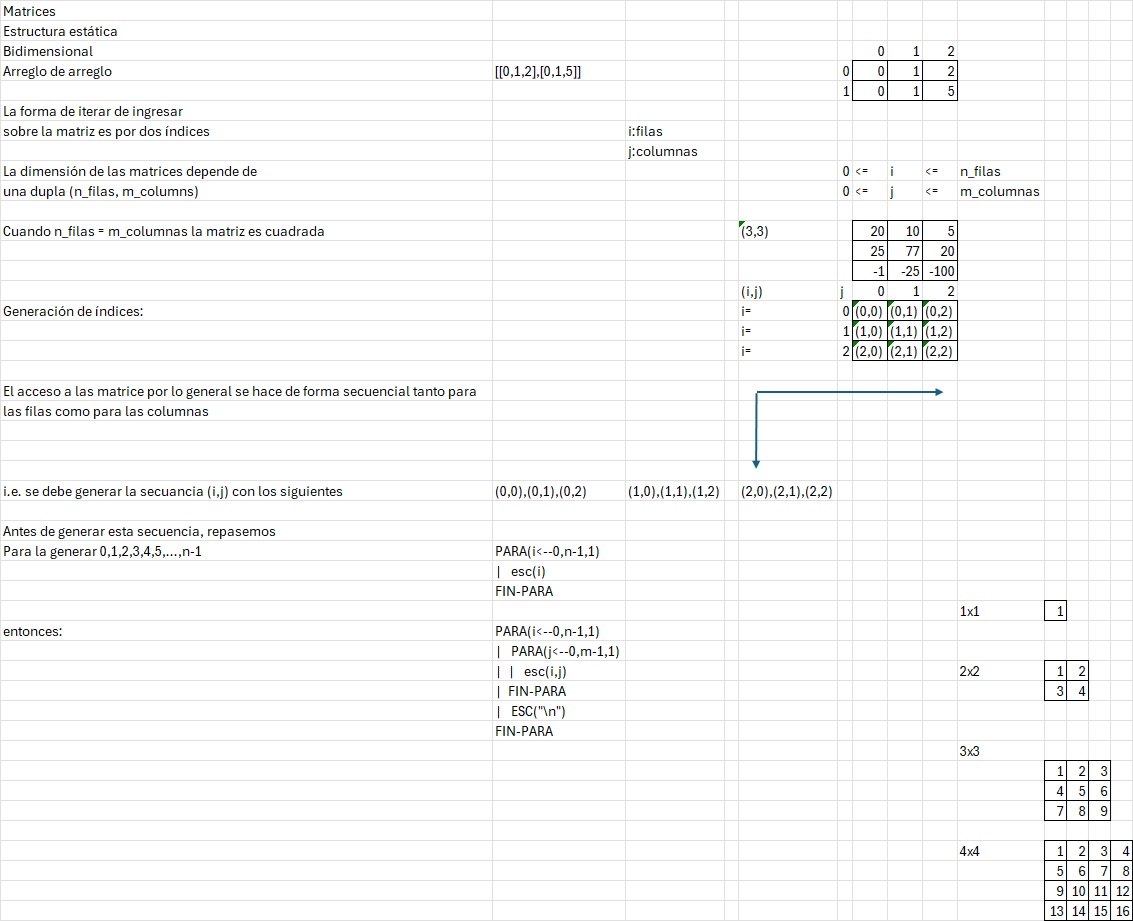 Matrices
Estructura estática
Bidimensional 0 1 2
Arreglo de arreglo [[0,1,2],[0,1,5]] 0 0 1 2
1 0 1 5
La forma de iterar de ingresar
sobre la matriz es por dos índices i:filas
j:columnas
La dimensión de las matrices depende de 0 <= i <= n_filas
una dupla (n_filas, m_columns) 0 <= j <= m_columnas
Cuando n_filas = m_columnas la matriz es cuadrada (3,3) 20 10 5
25 77 20
-1 -25 -100
(i,j) j 0 1 2
Generación de índices: i= 0 (0,0) (0,1) (0,2)
i= 1 (1,0) (1,1) (1,2)
i= 2 (2,0) (2,1) (2,2)
El acceso a las matrice por lo general se hace de forma secuencial tanto para
las filas como para las columnas
i.e. se debe generar la secuancia (i,j) con los siguientes (0,0),(0,1),(0,2) (1,0),(1,1),(1,2) (2,0),(2,1),(2,2)
Antes de generar esta secuencia, repasemos
Para la generar 0,1,2,3,4,5,...,n-1 PARA(i<--0,n-1,1)
| esc(i)
FIN-PARA
1x1 1
entonces: PARA(i<--0,n-1,1)
| PARA(j<--0,m-1,1)
| | esc(i,j) 2x2 1 2
| FIN-PARA 3 4
| ESC("\n")
FIN-PARA
3x3
1 2 3
4 5 6
7 8 9
4x4 1 2 3 4
5 6 7 8
9 10 11 12
13 14 15 16